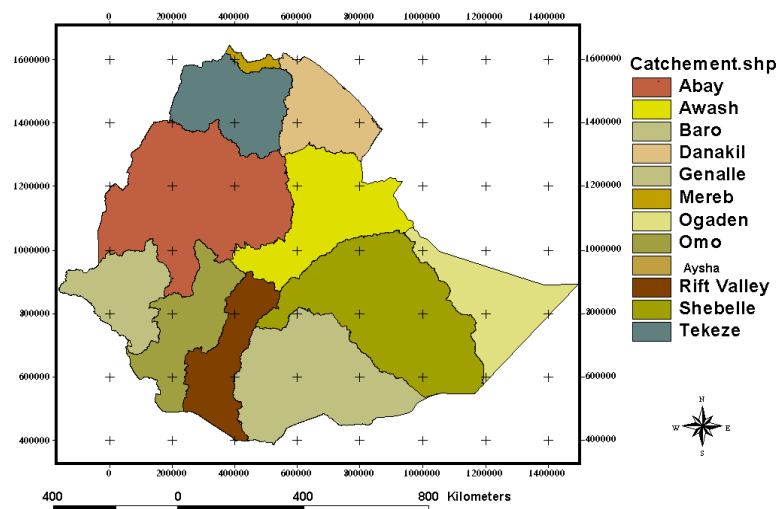 0 200000 400000 600000 800000 1000000 1200000 1400000
1600000 1600000
1400000 1400000
1200000 1200000
1000000 1000000
800000 800000
600000 600000
400000 400000
0 200000 400000 600000 800000 1000000 1200000 1400000
Catchement.shp
Abay
Awash
Baro
Danakil
Genalle
Mereb
Ogaden
Omo
Aysha
Rift Valley
Shebelle
Tekeze
N
W E
S
400 0 400 800 Kilometers